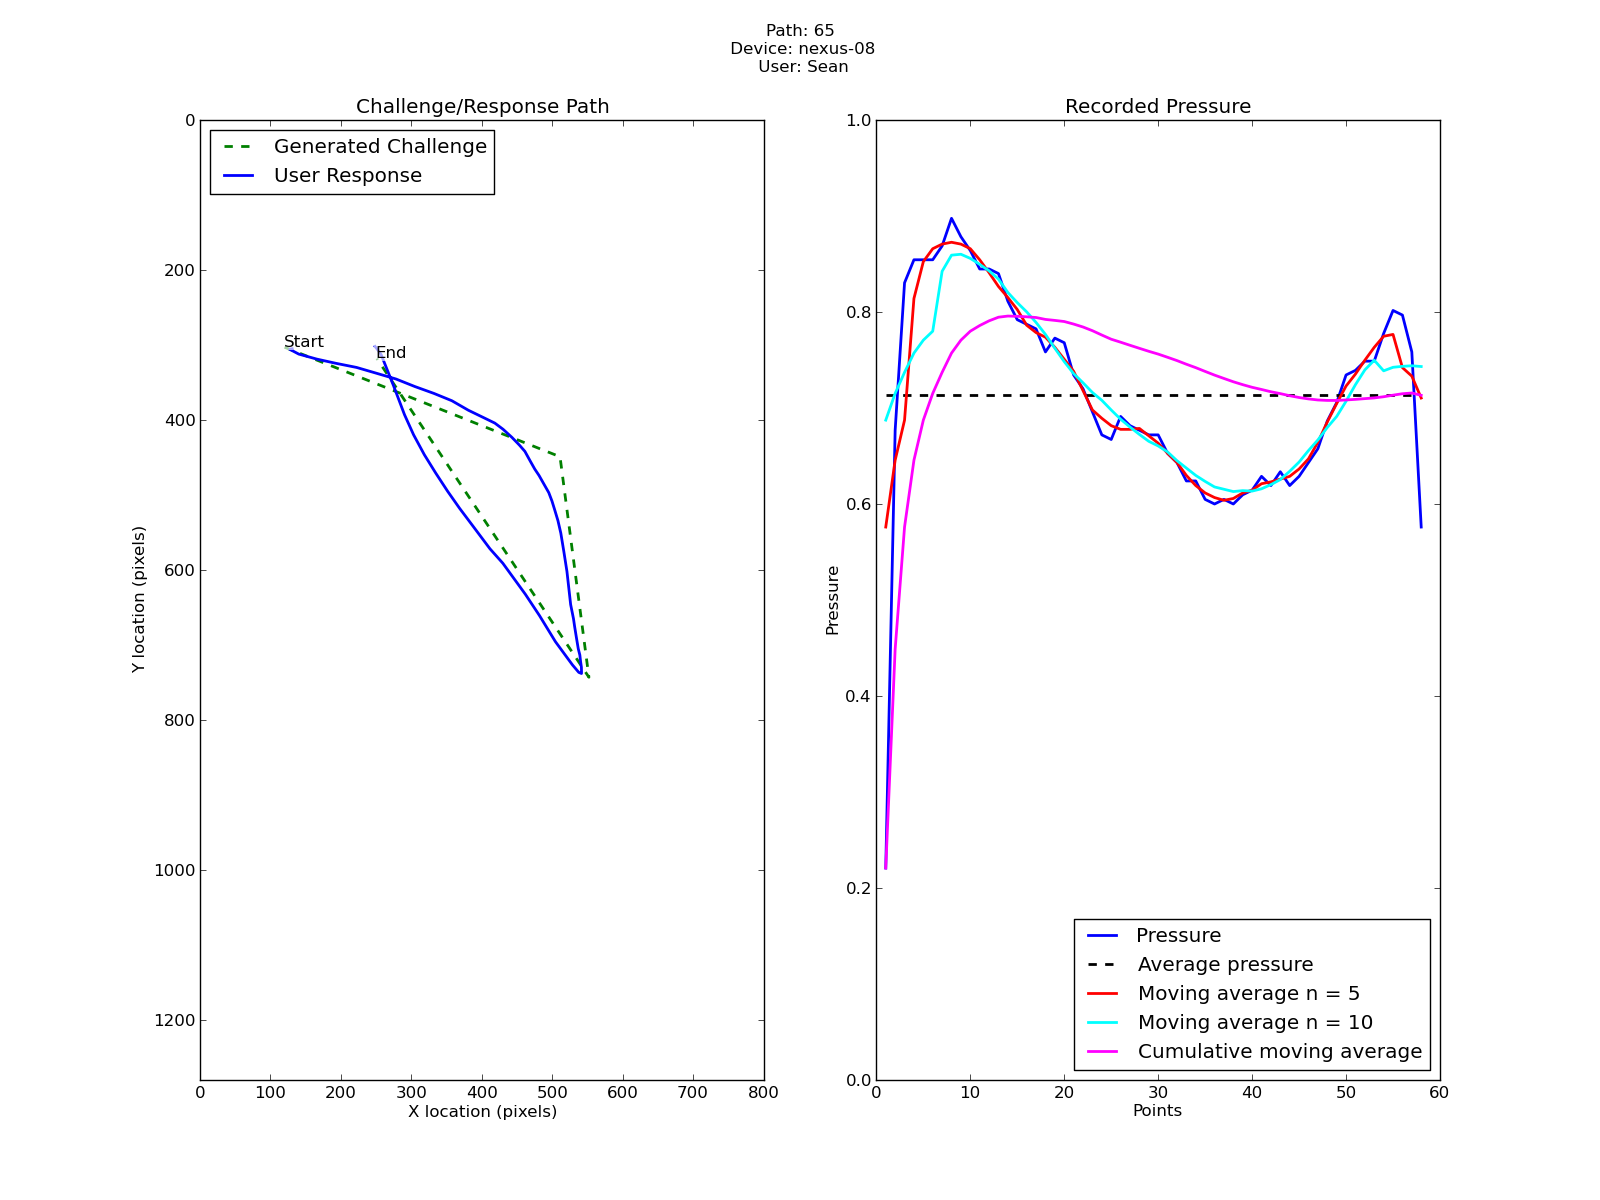 Path: 65
Device: nexus-08
User: Sean
Challenge/Response Path
Generated Challenge
User Response
Start
End
0
200
400
600
800
1000
1200
Y location (pixels)
0 100 200 300 400 500 600 700 800
X location (pixels)
Recorded Pressure
1.0
0.8
0.6
0.4
0.2
0.0
Pressure
Pressure
Average pressure
Moving average n = 5
Moving average n = 10
Cumulative moving average
0 10 20 30 40 50 60
Points